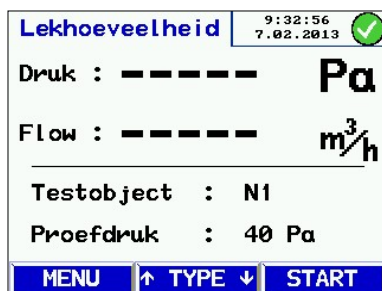 Lekhoeveelheid
9:32:56
7.02.2013
Druk : ----- Pa
Flow : ----- m³/h
Testobject : N1
Proefdruk : 40 Pa
MENU ↑ TYPE ↓ START